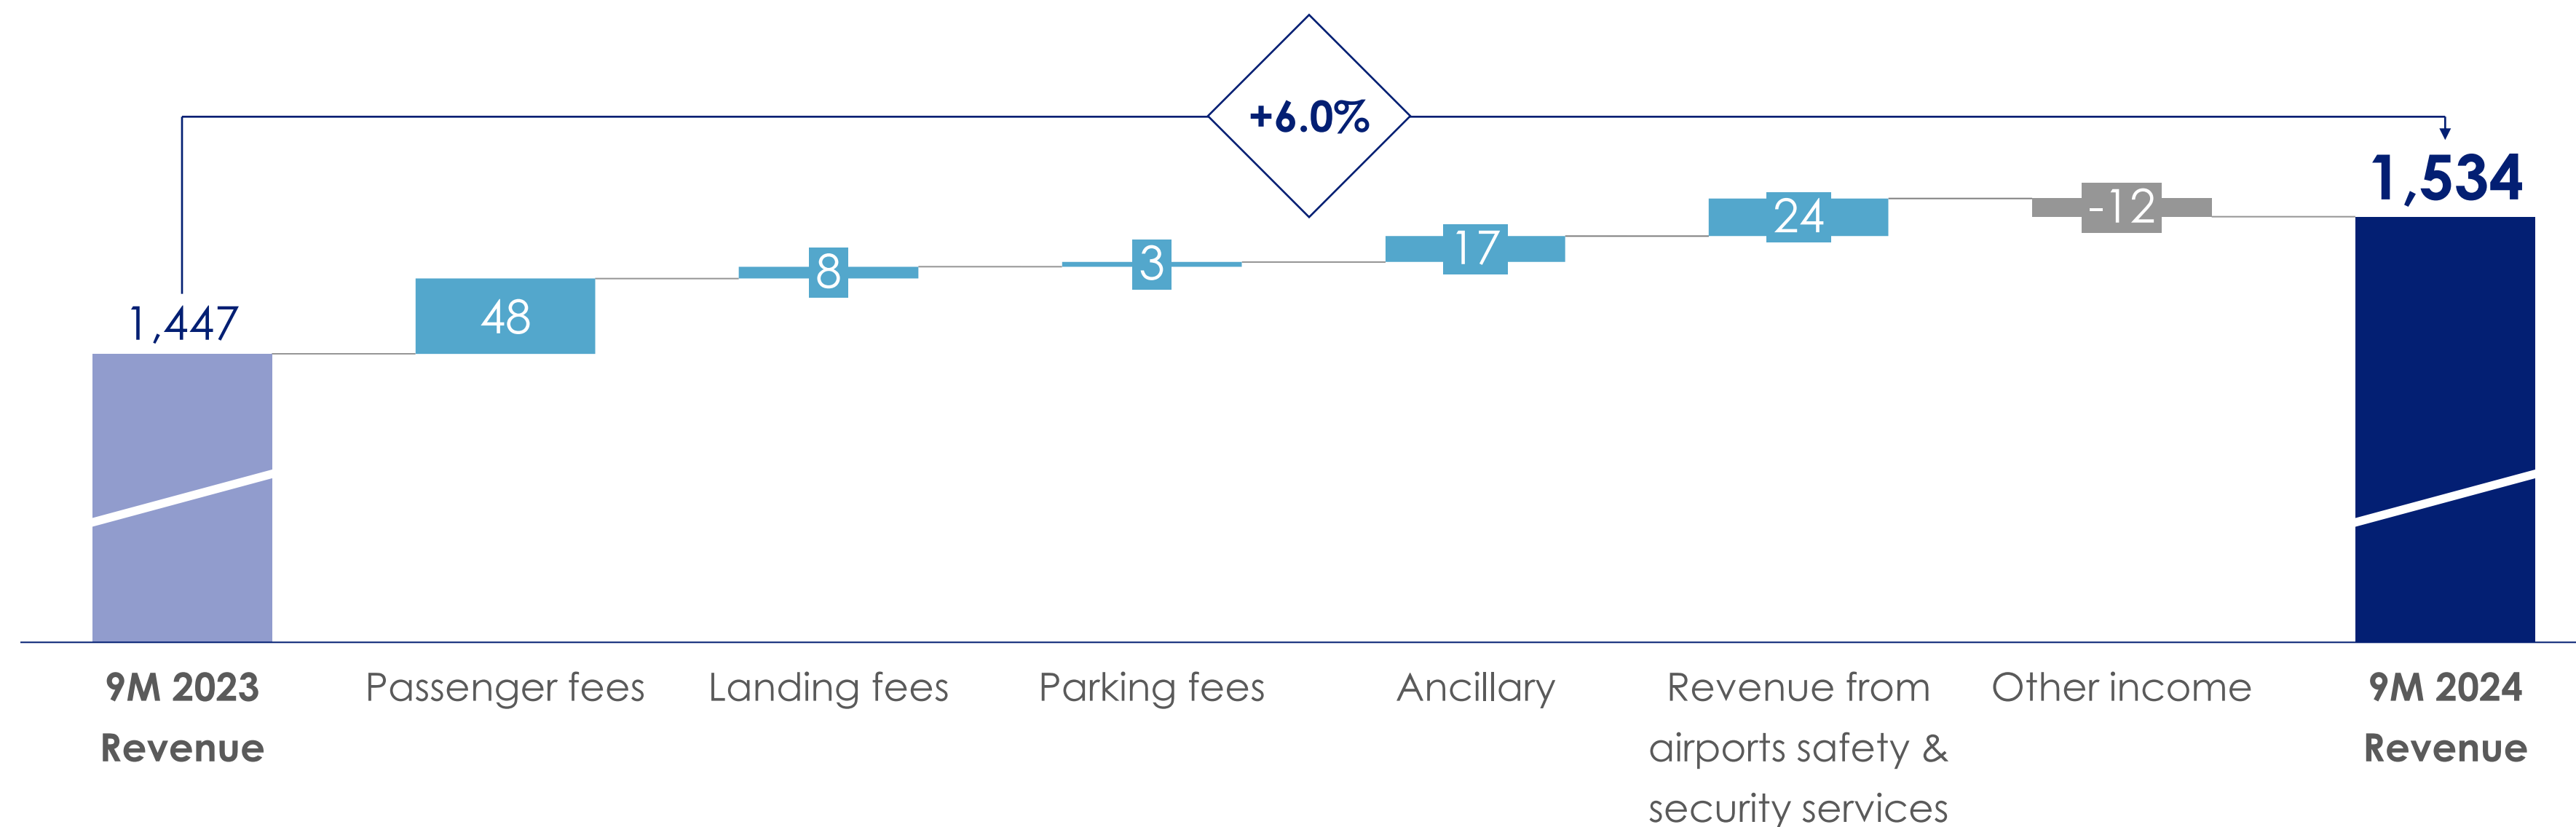 +6.0%
1,447
48
8
3
17
24
-12
1,534
9M 2023
Revenue
Passenger fees
Landing fees
Parking fees
Ancillary
Revenue from
airports safety &
security services
Other income
9M 2024
Revenue